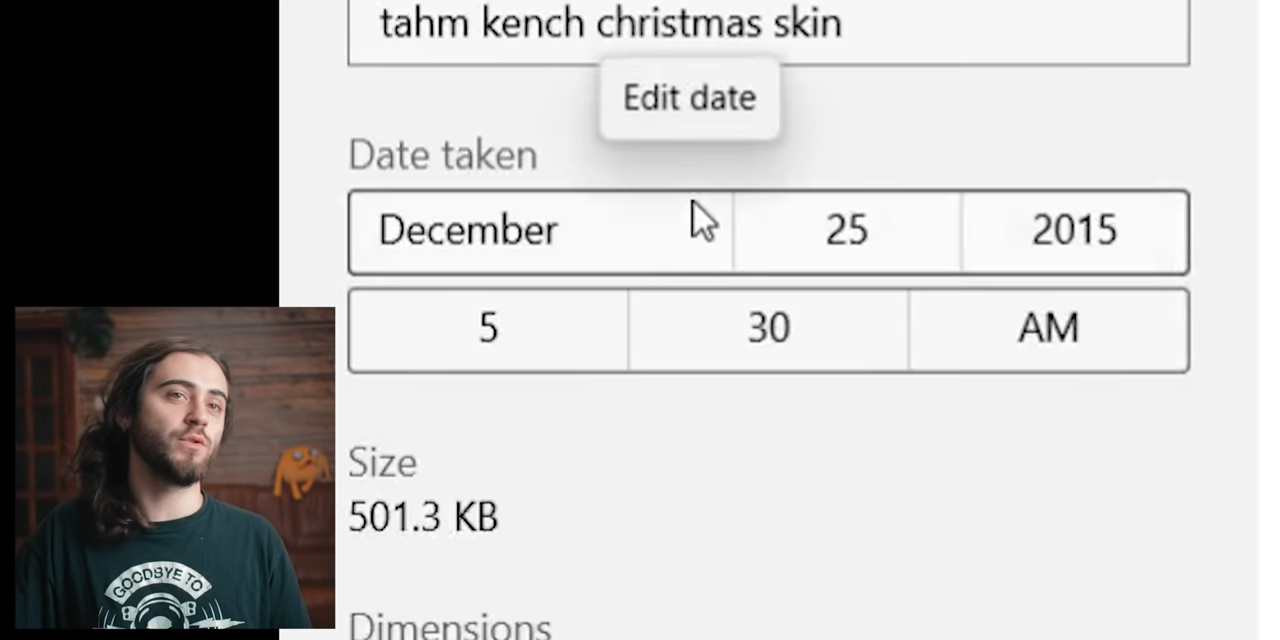 tahm kench christmas skin
Edit date
Date taken
December 25 2015
5 30 AM
Size
501.3 KB
Dimensions
GOODBYE TO